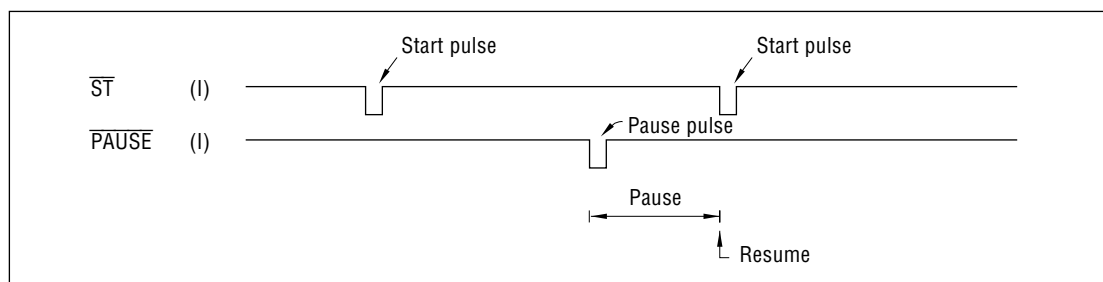 Start pulse Start pulse
ST (I)
Pause pulse
PAUSE (I)
Pause
Resume